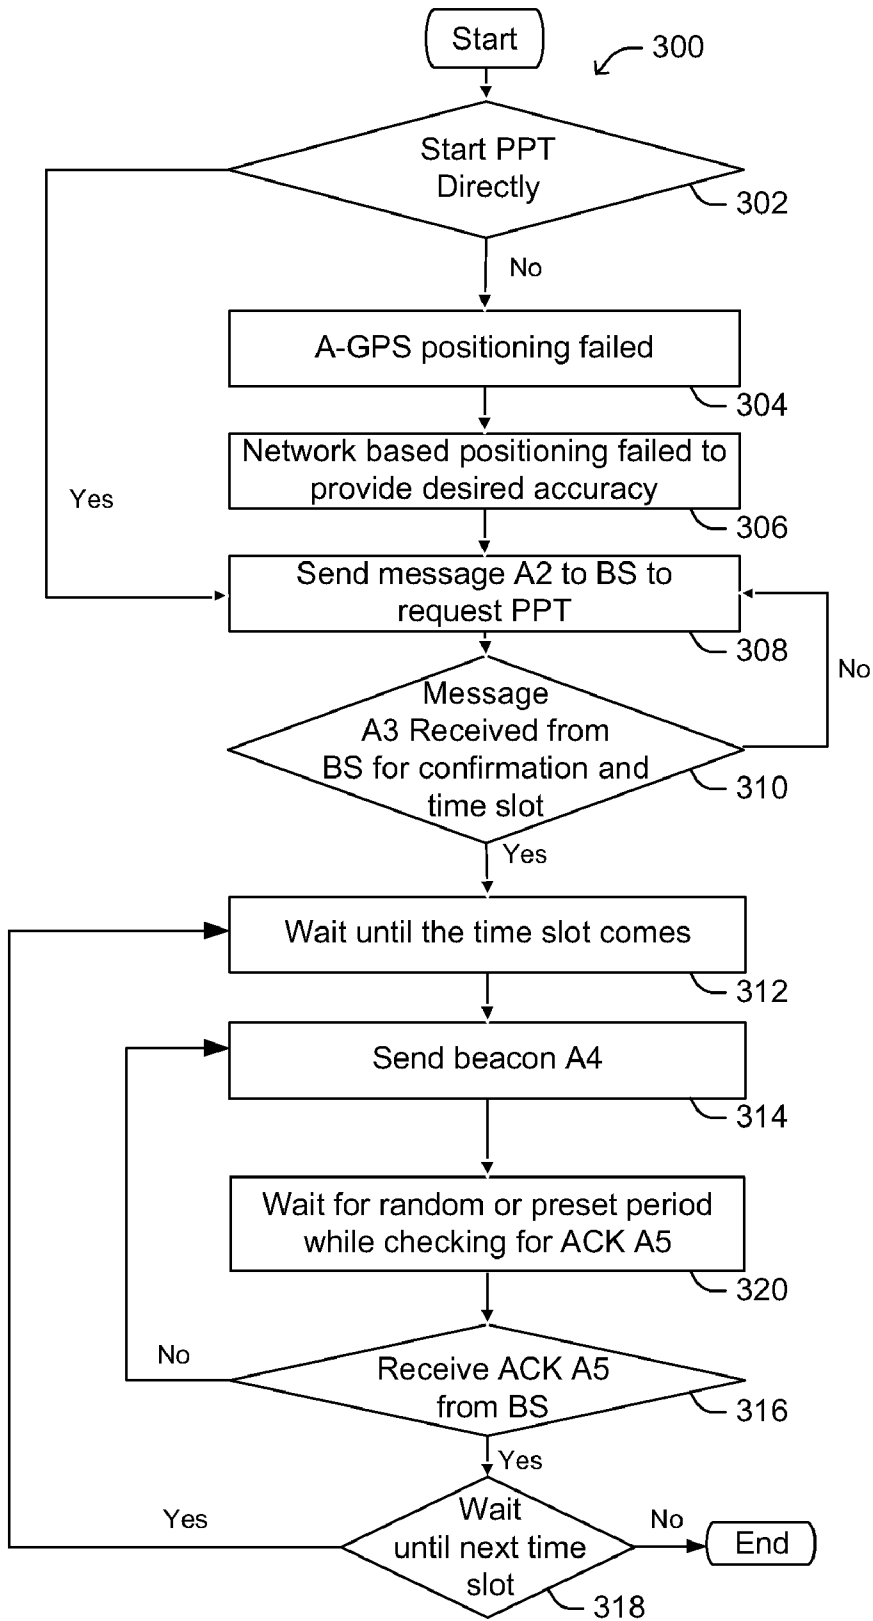 Start
300
Start PPT
Directly
302
No
A-GPS positioning failed
304
Network based positioning failed to
provide desired accuracy
306
Yes
Send message A2 to BS to
request PPT
308
No
Message
A3 Received from
BS for confirmation and
time slot
310
Yes
Wait until the time slot comes
312
Send beacon A4
314
Wait for random or preset period
while checking for ACK A5
320
No
Receive ACK A5
from BS
316
Yes
Yes
Wait
until next time
slot
318
No
End